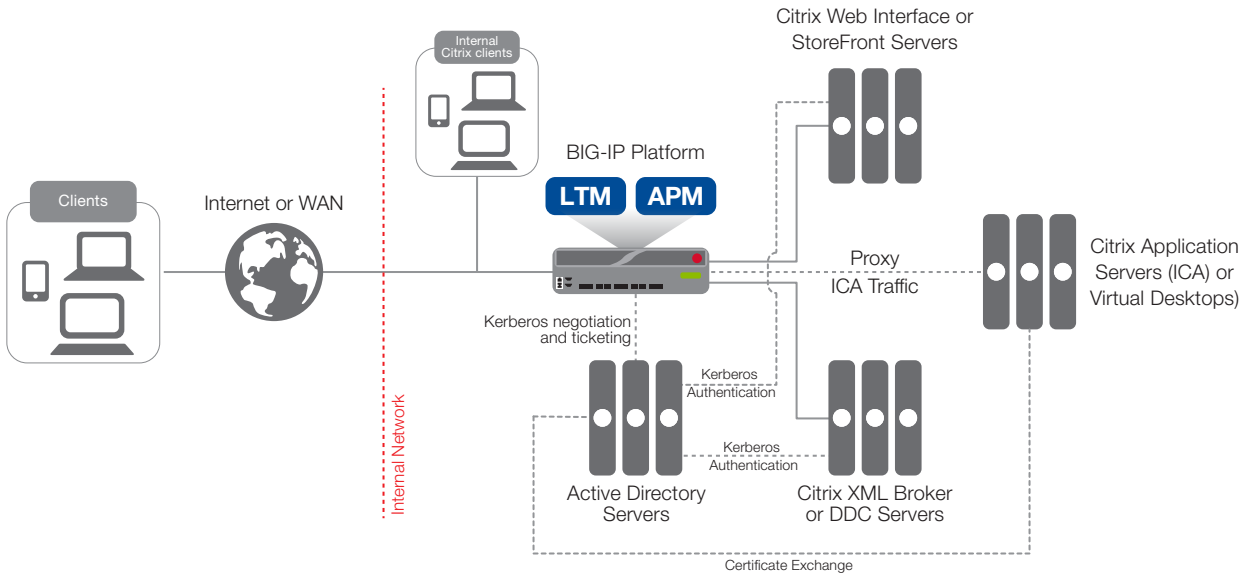 Citrix Web Interface or
StoreFront Servers
Internal
Citrix clients
BIG-IP Platform
LTM
APM
Clients
Internet or WAN
Proxy
ICA Traffic
Citrix Application
Servers (ICA) or
Virtual Desktops)
Kerberos negotiation
and ticketing
Internal Network
Kerberos
Authentication
Kerberos
Authentication
Active Directory
Servers
Citrix XML Broker
or DDC Servers
Certificate Exchange